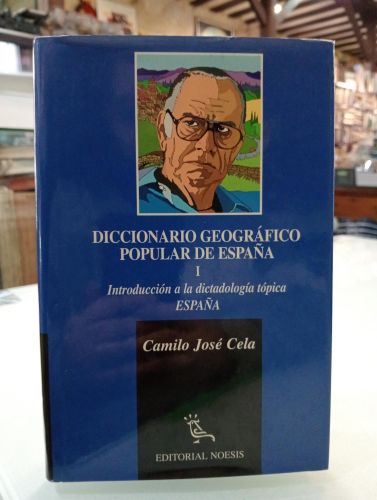 DICCIONARIO GEOGRÁFICO
POPULAR DE ESPAÑA
I
Introducción a la dictadología tópica
ESPAÑA
Camilo José Cela
EDITORIAL NOESIS